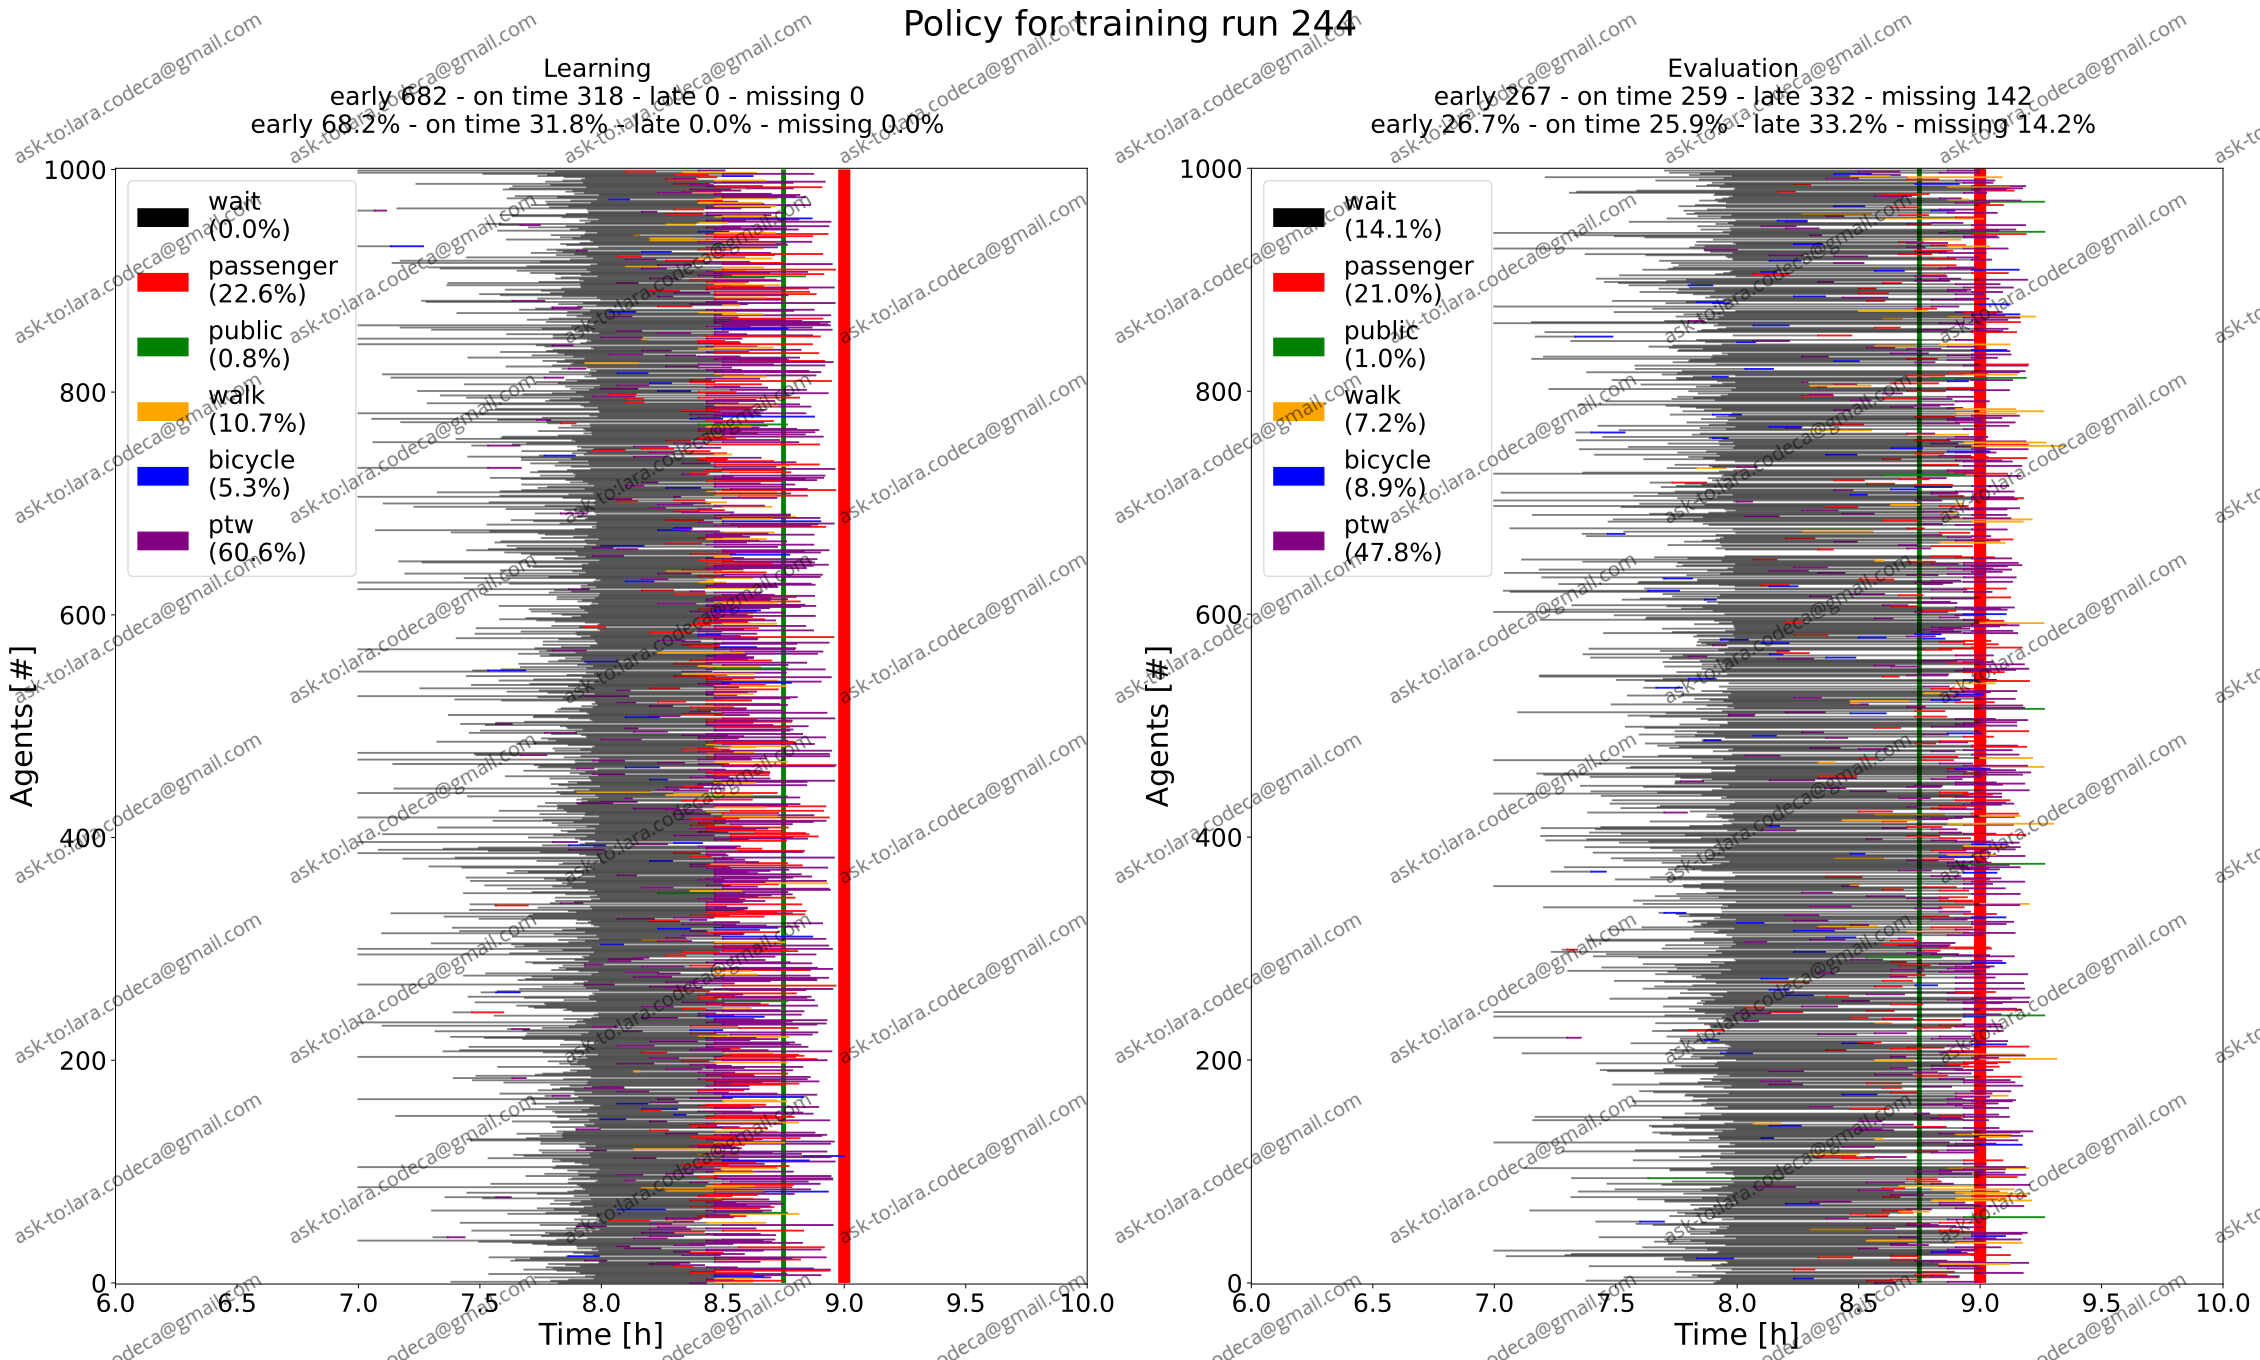 Policy for training run 244
Learning
early 682 - on time 318 - late 0 - missing 0
early 68.2% - on time 31.8% - late 0.0% - missing 0.0%
Agents [#]
1000
800
600
400
200
0
wait
(0.0%)
passenger
(22.6%)
public
(0.8%)
walk
(10.7%)
bicycle
(5.3%)
ptw
(60.6%)
6.0 6.5 7.0 7.5 8.0 8.5 9.0 9.5 10.0
Time [h]
Evaluation
early 267 - on time 259 - late 332 - missing 142
early 26.7% - on time 25.9% - late 33.2% - missing 14.2%
Agents [#]
1000
800
600
400
200
0
wait
(14.1%)
passenger
(21.0%)
public
(1.0%)
walk
(7.2%)
bicycle
(8.9%)
ptw
(47.8%)
6.0 6.5 7.0 7.5 8.0 8.5 9.0 9.5 10.0
Time [h]
ask-to:lara.codeca@gmail.com